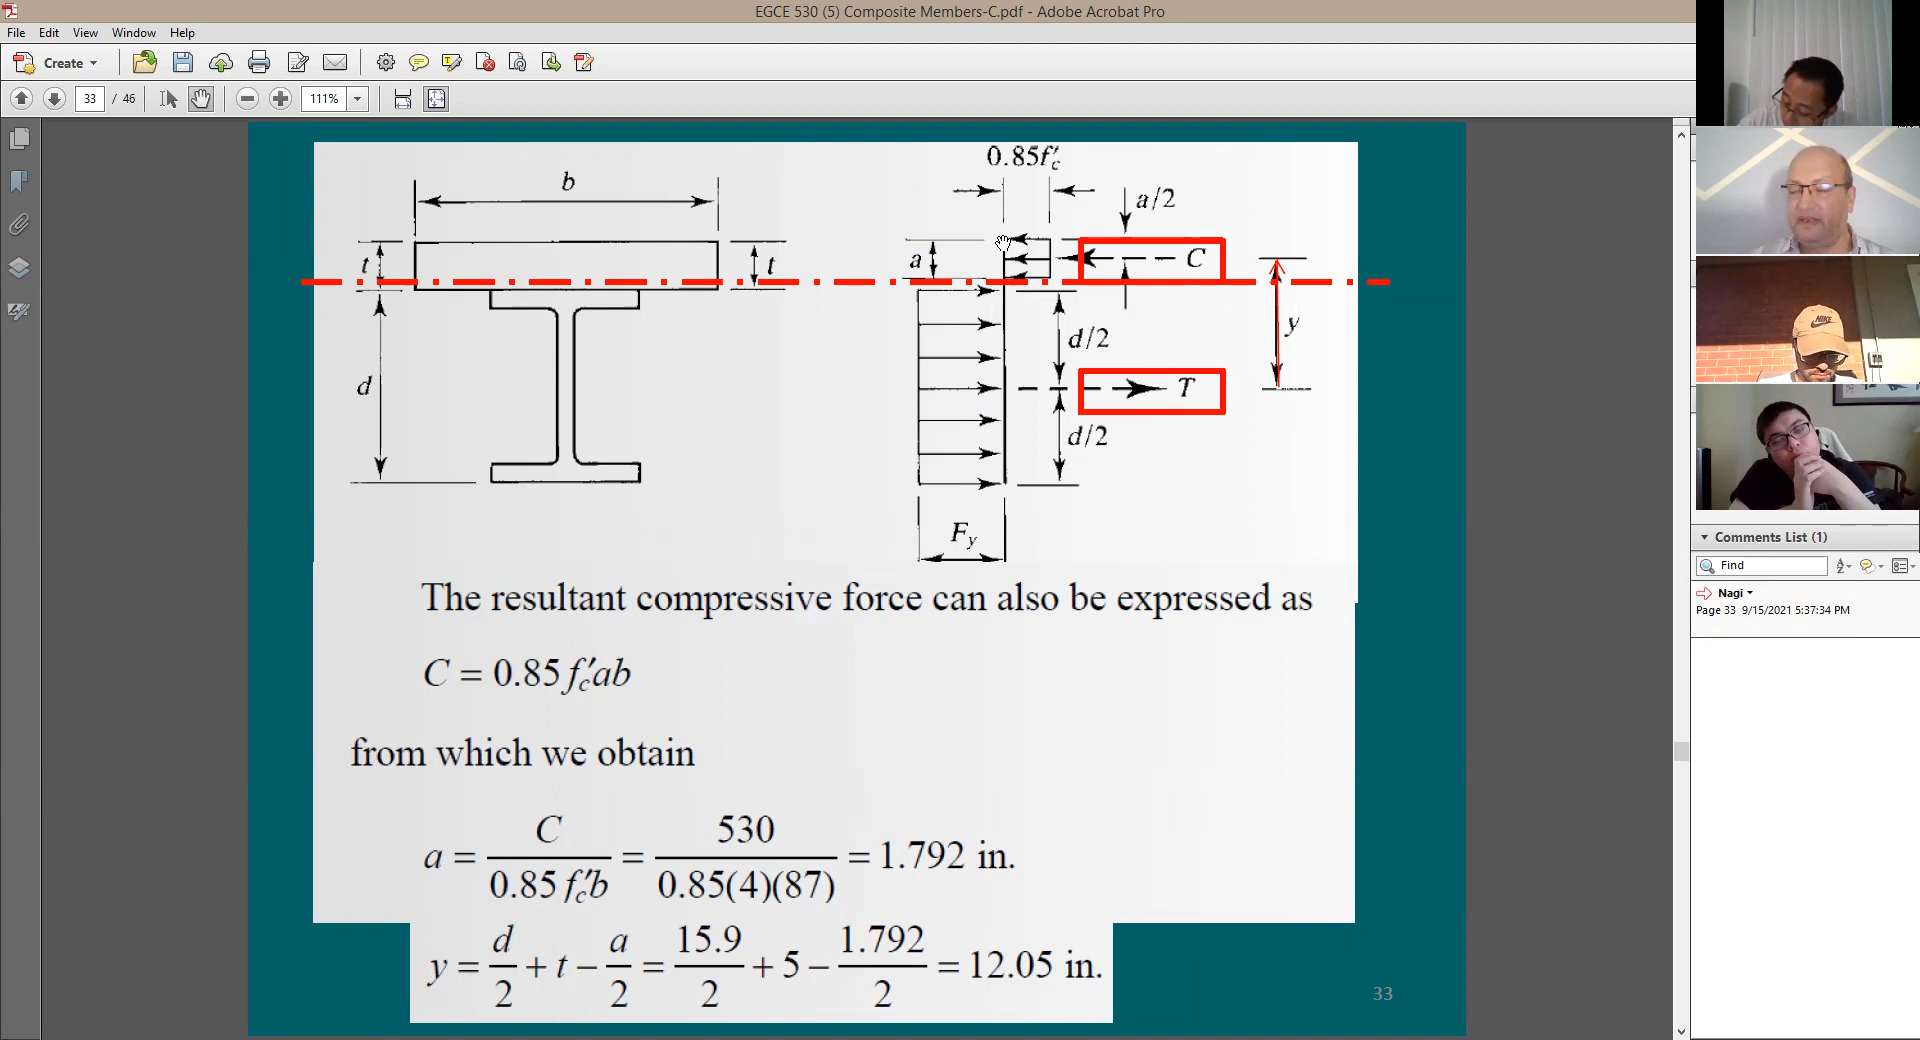 EGCE 530 (5) Composite Members-C.pdf - Adobe Acrobat Pro
File Edit View Window Help
Create
33 / 46 111%
0.85f′c
b
a/2
t
t
a
C
d/2
y
d
T
d/2
Fy
The resultant compressive force can also be expressed as
C = 0.85 f′c ab
from which we obtain
a = C / 0.85 f′c b = 530 / 0.85(4)(87) = 1.792 in.
y = d/2 + t − a/2 = 15.9/2 + 5 − 1.792/2 = 12.05 in.
33
NIKE
Comments List (1)
Find
Nagi
Page 33 9/15/2021 5:37:34 PM